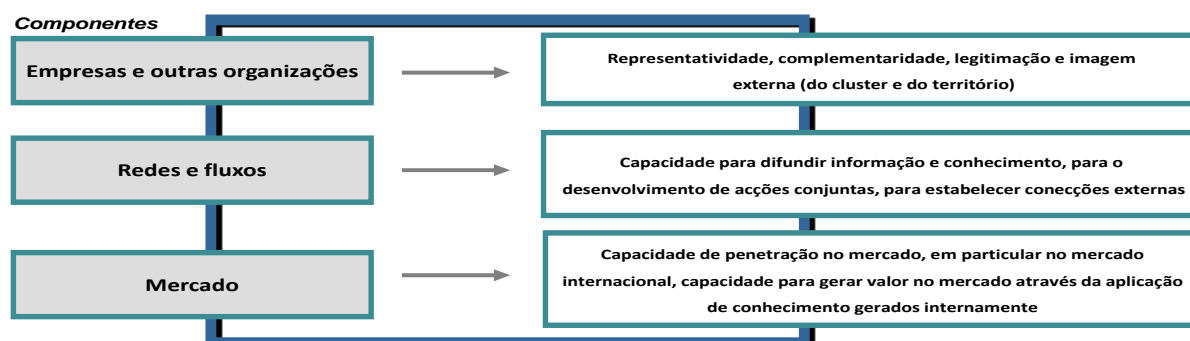 Componentes
Empresas e outras organizações
Representatividade, complementaridade, legitimação e imagem
externa (do cluster e do território)
Redes e fluxos
Capacidade para difundir informação e conhecimento, para o
desenvolvimento de acções conjuntas, para estabelecer conecções externas
Mercado
Capacidade de penetração no mercado, em particular no mercado
internacional, capacidade para gerar valor no mercado através da aplicação
de conhecimento gerados internamente